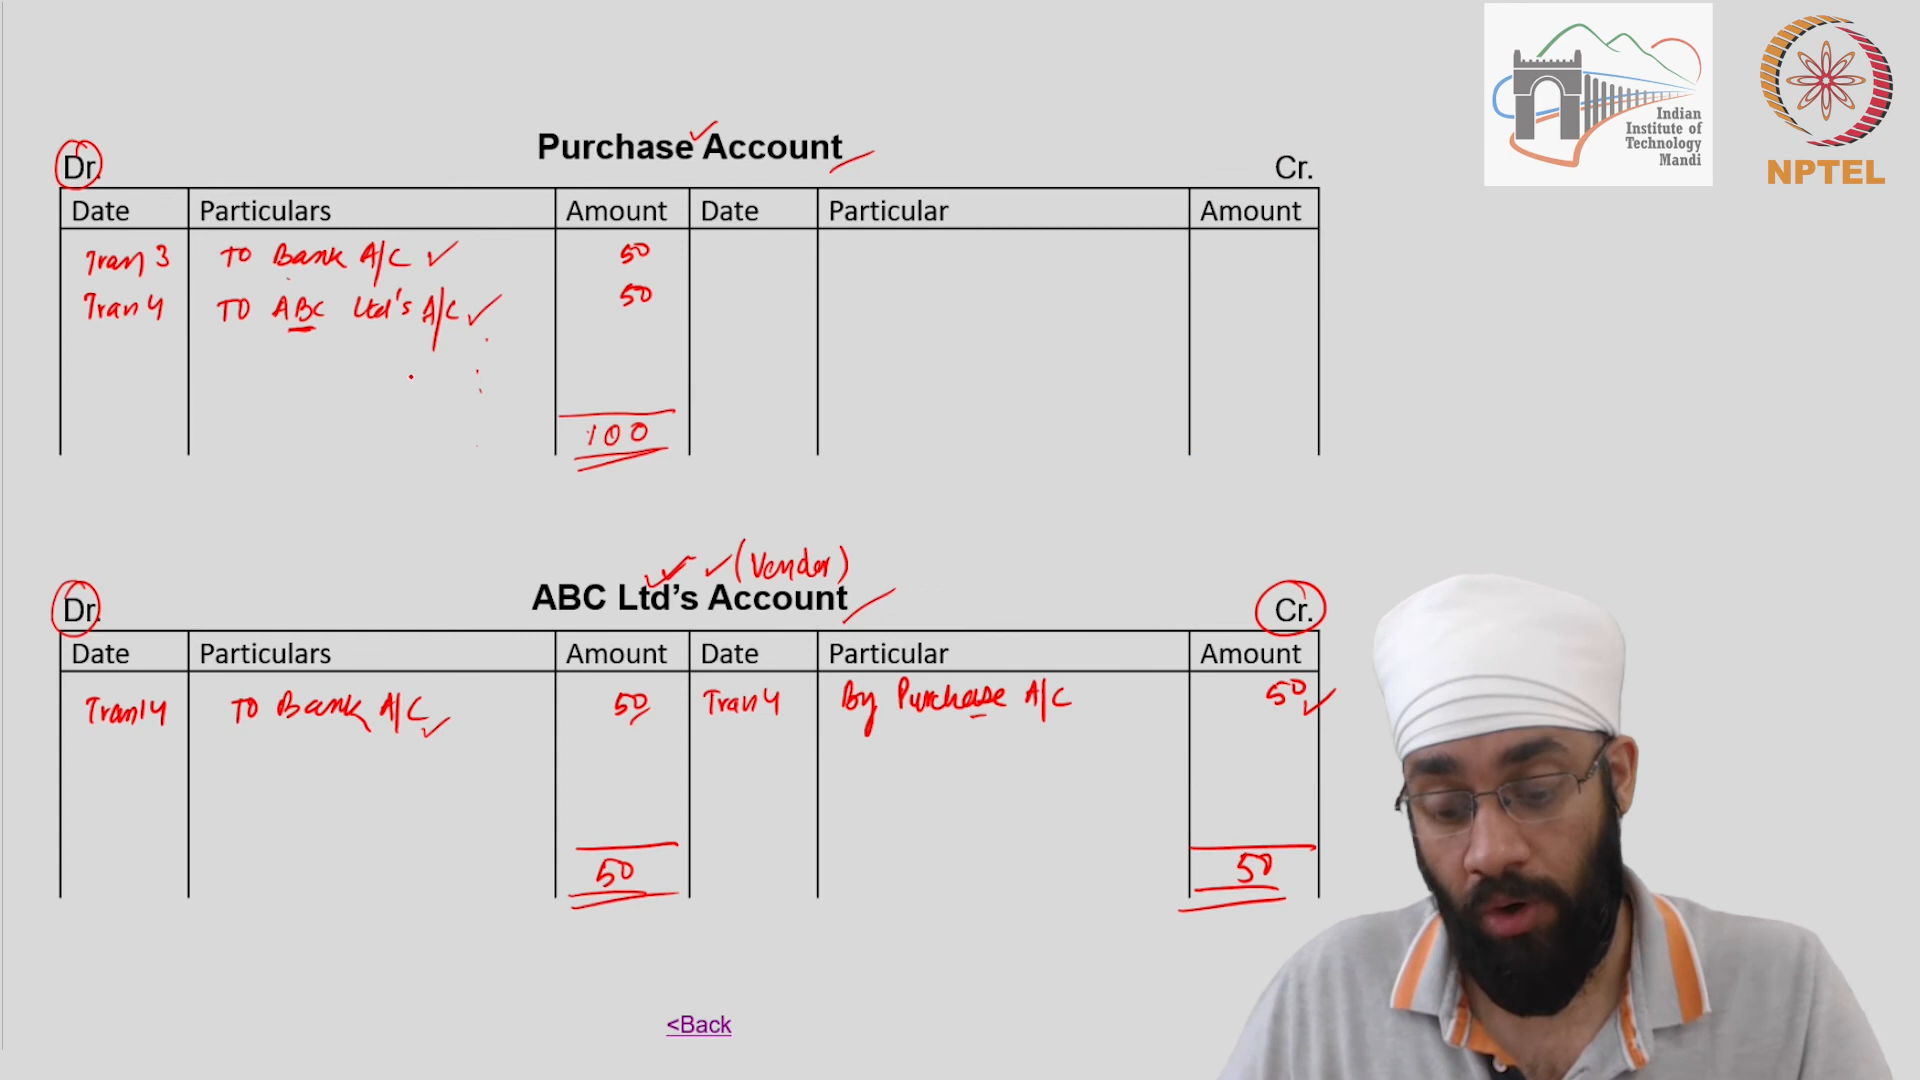 Indian
Institute of
Technology
Mandi
NPTEL
Purchase Account
Dr. Cr.
Date Particulars Amount Date Particular Amount
Tran 3 To Bank A/C 50
Tran 4 To ABC Ltd's A/C 50
100
(Vendor)
ABC Ltd’s Account
Dr. Cr.
Date Particulars Amount Date Particular Amount
Tran 14 To Bank A/C 50 Tran 4 By Purchase A/C 50
50 50
<Back